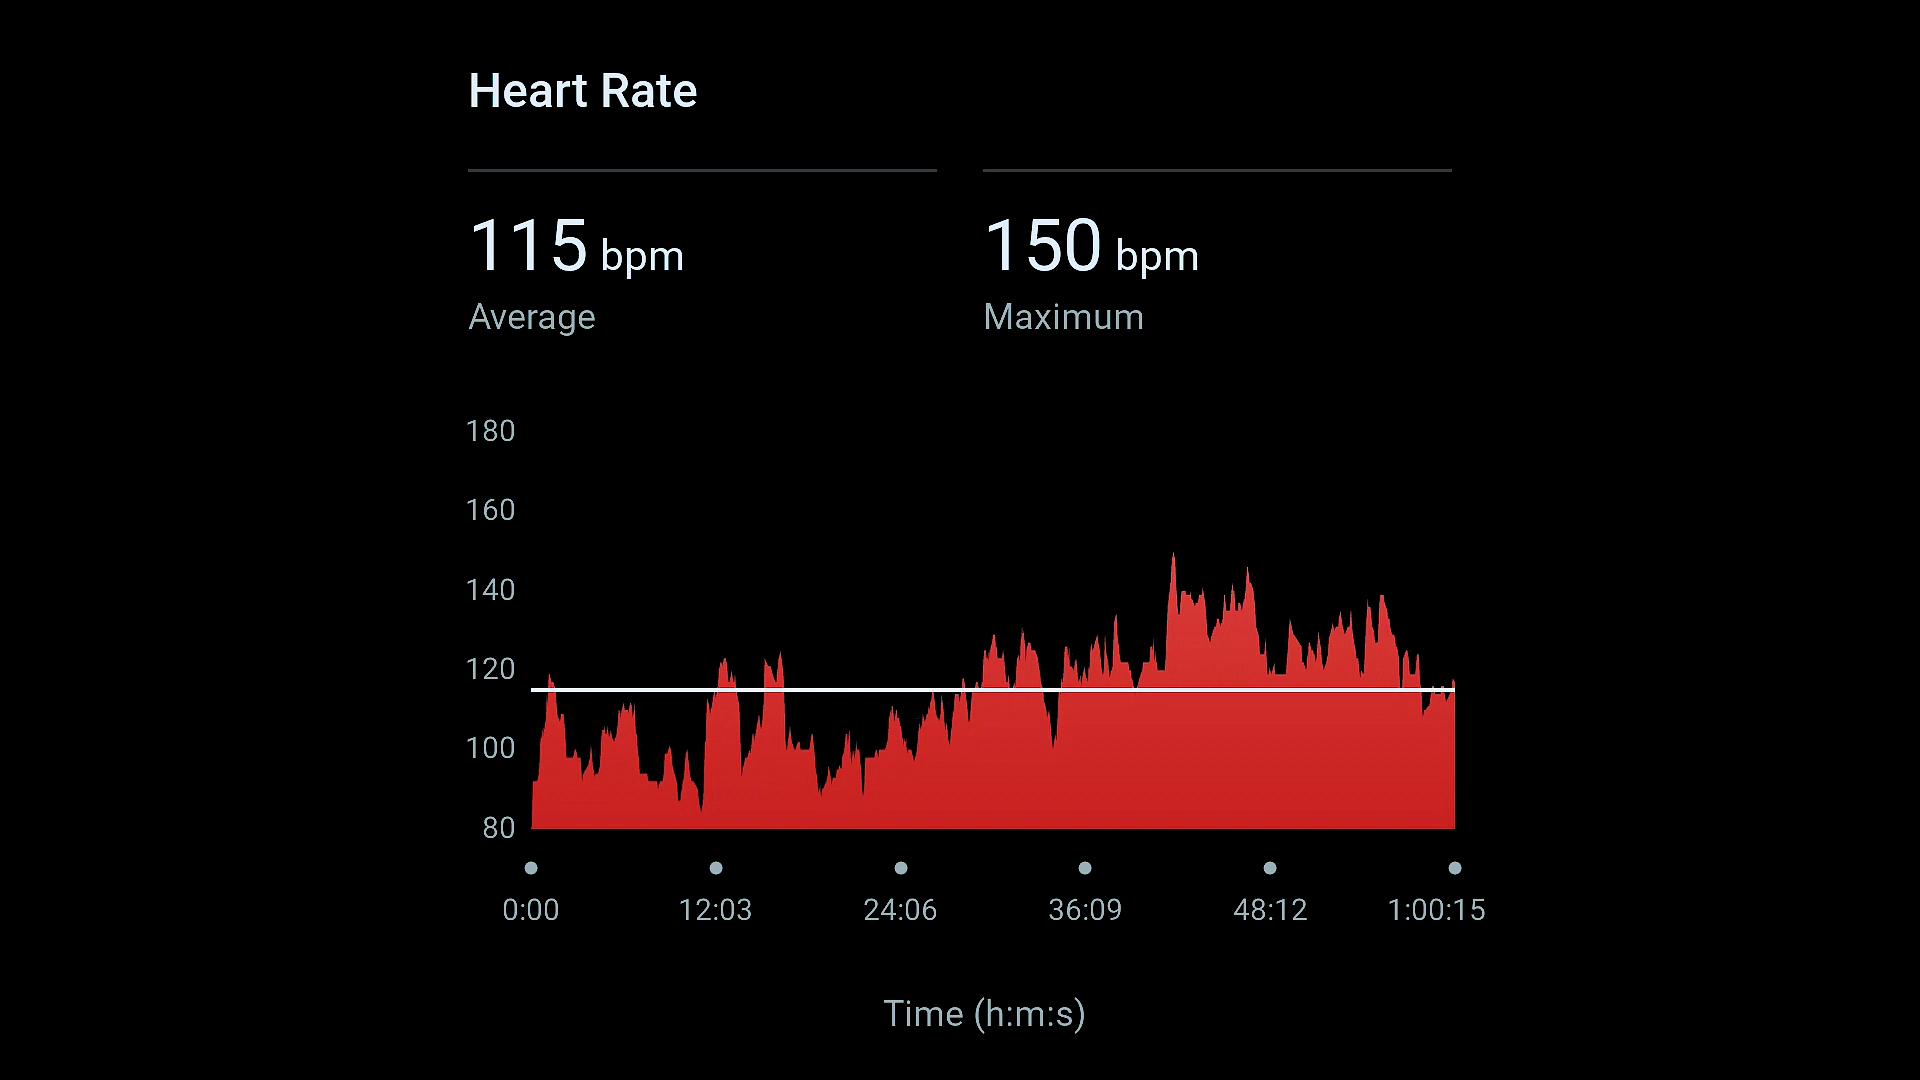 Heart Rate
115 bpm
Average
150 bpm
Maximum
180
160
140
120
100
80
0:00 12:03 24:06 36:09 48:12 1:00:15
Time (h:m:s)